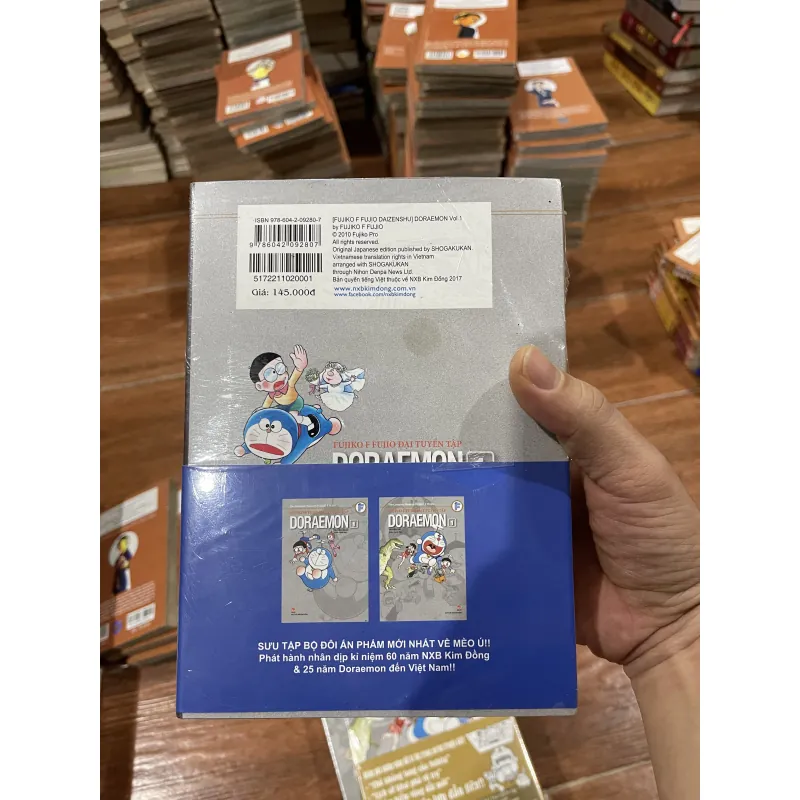 ISBN 978-604-2-09280-7
9 786042 092807
5172211020001
Giá: 145.000đ
[FUJIKO F FUJIO DAIZENSHU] DORAEMON Vol.1
by FUJIKO F FUJIO
© 2010 Fujiko Pro
All rights reserved.
Original Japanese edition published by SHOGAKUKAN.
Vietnamese translation rights in Vietnam
arranged with SHOGAKUKAN
through Nihon Denpa News Ltd.
Bản quyền tiếng Việt thuộc về NXB Kim Đồng 2017
www.nxbkimdong.com.vn
www.facebook.com/nxbkimdong
FUJIKO F FUJIO ĐẠI TUYỂN TẬP
DORAEMON 1
DORAEMON 1
DORAEMON 1
SƯU TẬP BỘ ĐÔI ẤN PHẨM MỚI NHẤT VỀ MÈO Ú!!
Phát hành nhân dịp kỉ niệm 60 năm NXB Kim Đồng
& 25 năm Doraemon đến Việt Nam!!